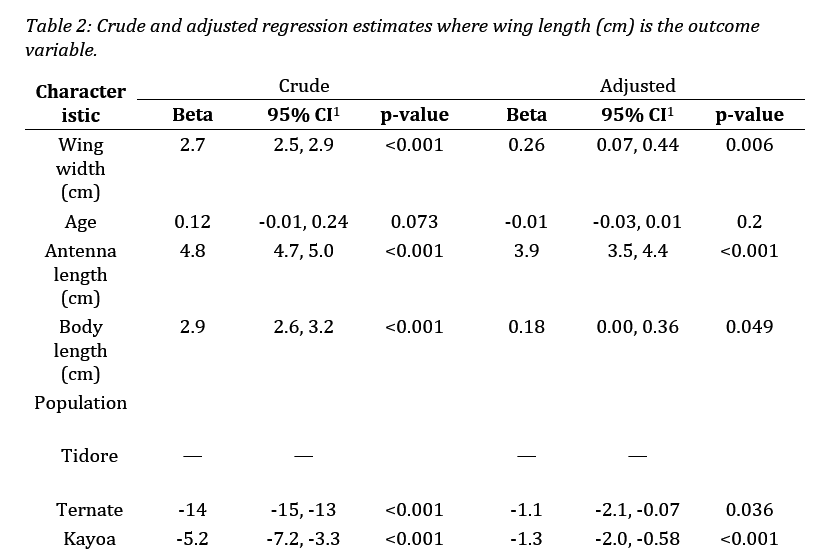 Table 2: Crude and adjusted regression estimates where wing length (cm) is the outcome
variable.
Crude Adjusted
Character
istic Beta 95% CI¹ p-value Beta 95% CI¹ p-value
Wing 2.7 2.5, 2.9 <0.001 0.26 0.07, 0.44 0.006
width
(cm)
Age 0.12 -0.01, 0.24 0.073 -0.01 -0.03, 0.01 0.2
Antenna 4.8 4.7, 5.0 <0.001 3.9 3.5, 4.4 <0.001
length
(cm)
Body 2.9 2.6, 3.2 <0.001 0.18 0.00, 0.36 0.049
length
(cm)
Population
Tidore — — — —
Ternate -14 -15, -13 <0.001 -1.1 -2.1, -0.07 0.036
Kayoa -5.2 -7.2, -3.3 <0.001 -1.3 -2.0, -0.58 <0.001